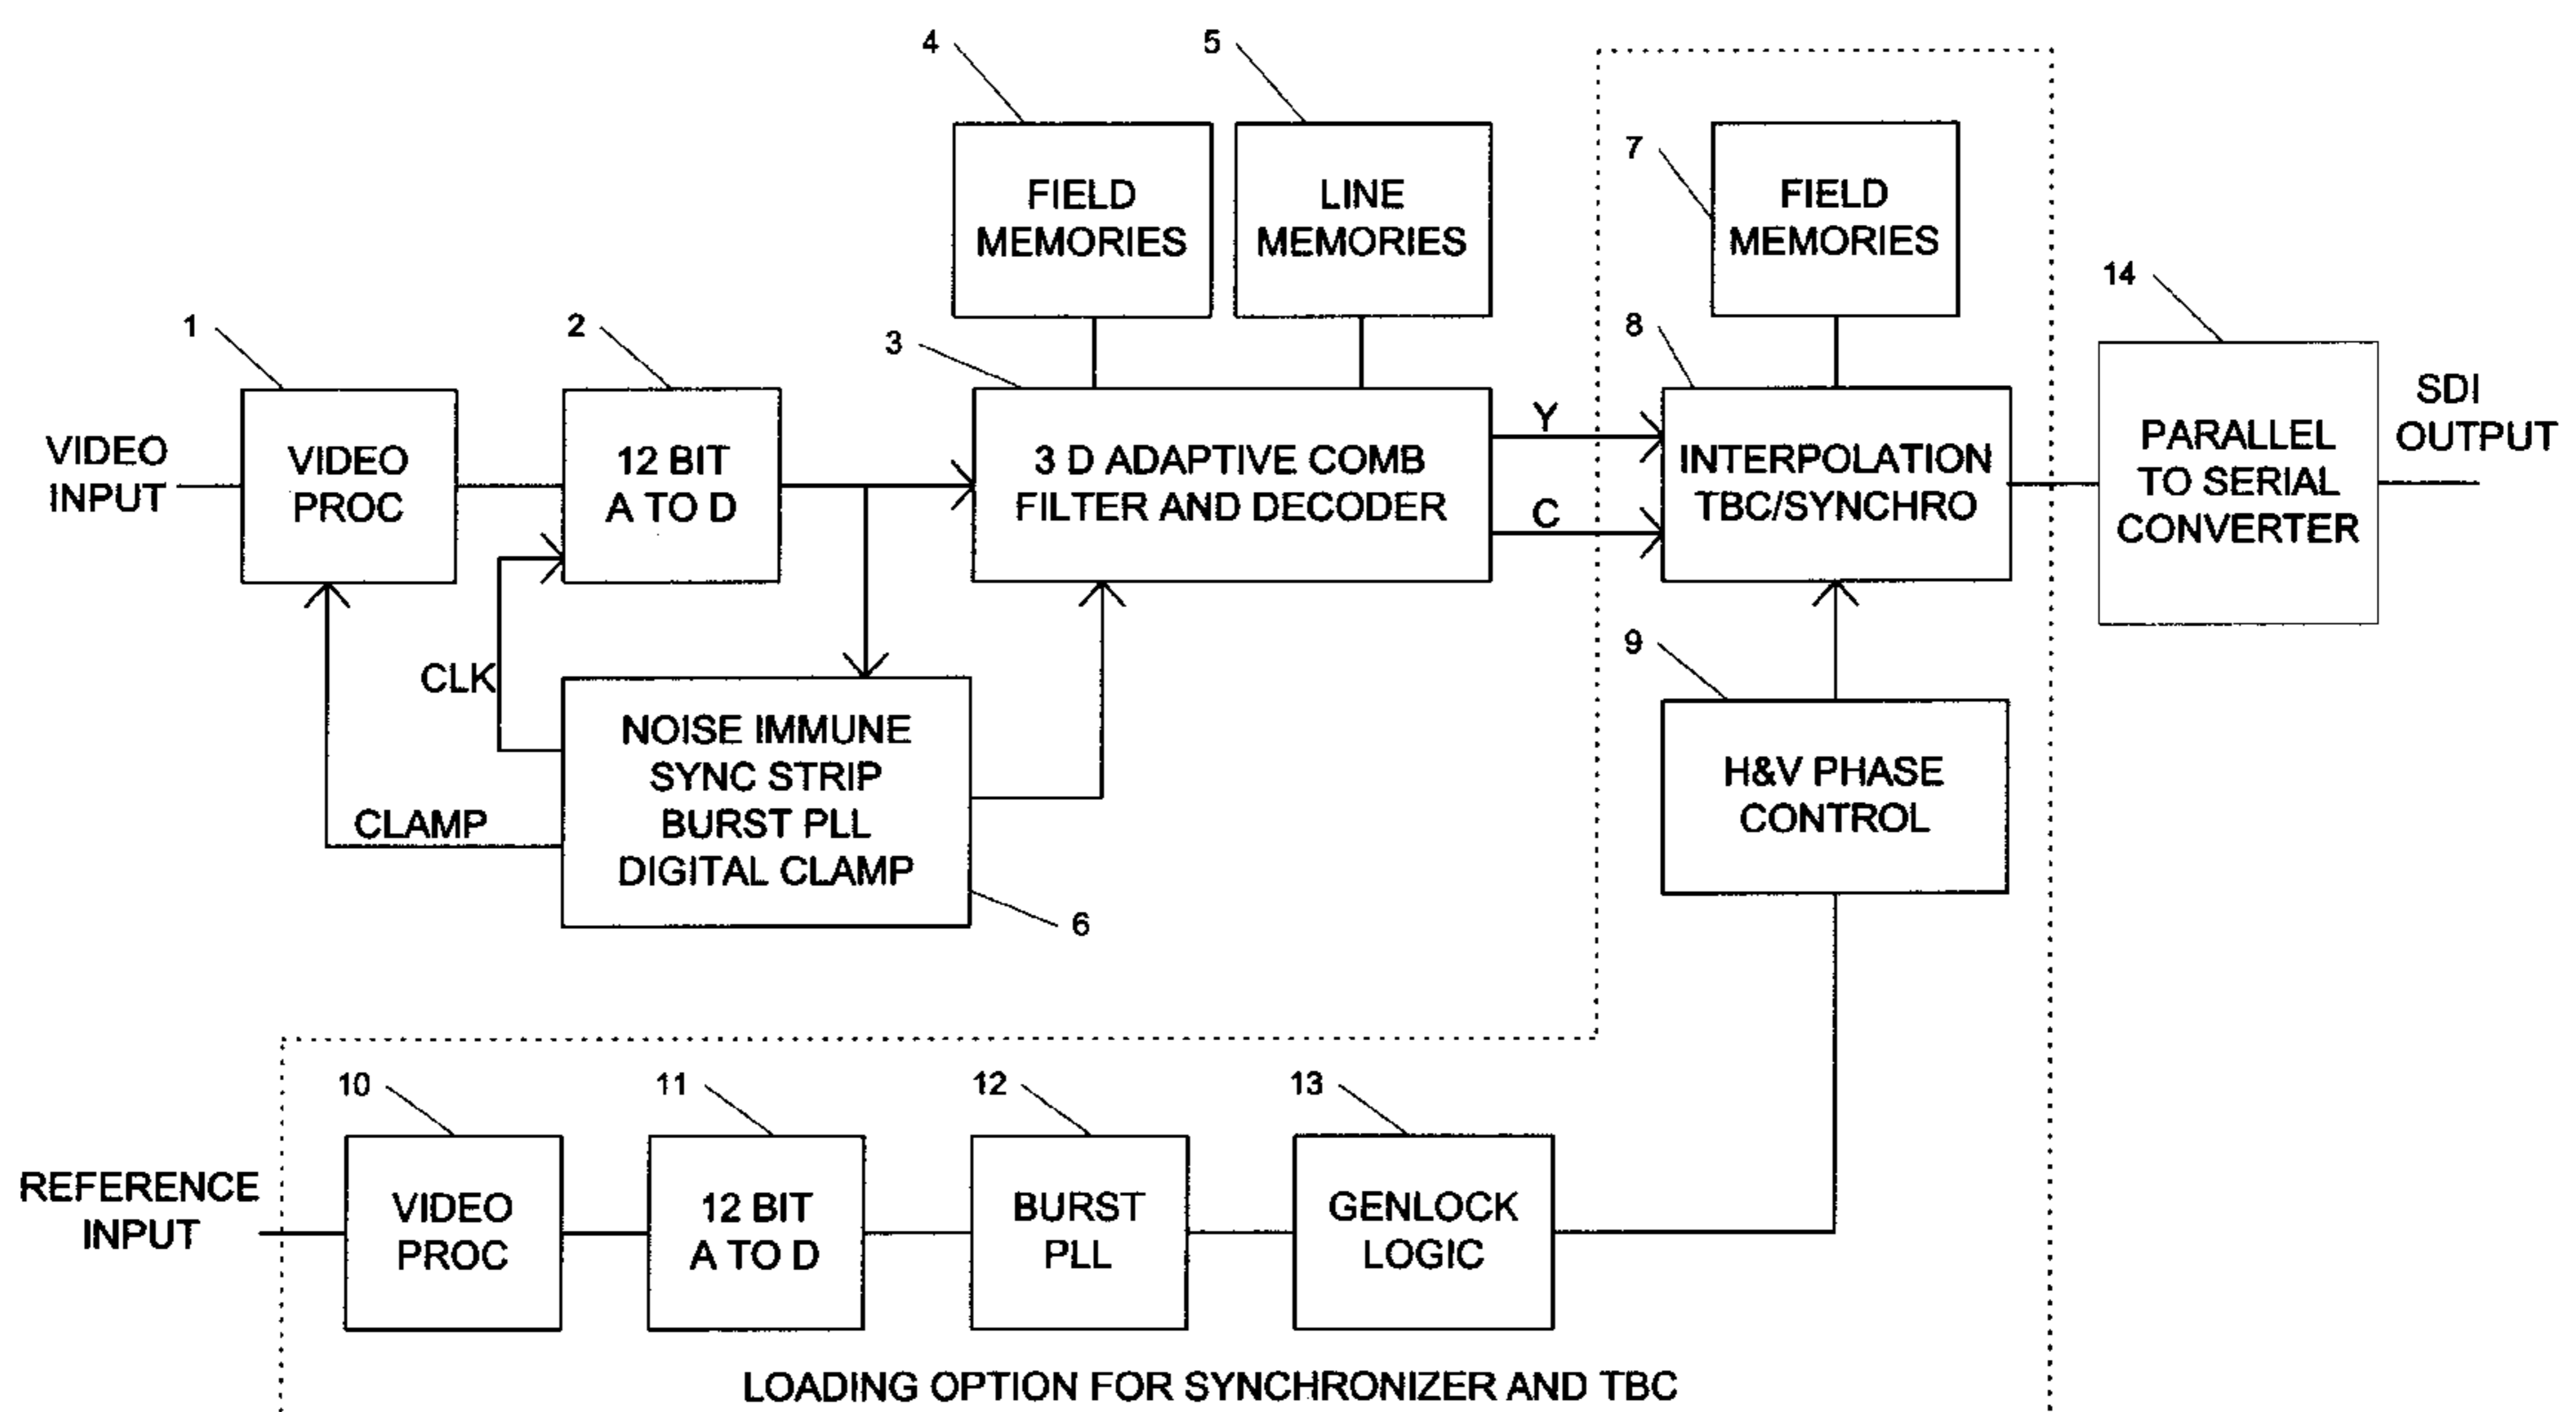 4
5
FIELD
MEMORIES
LINE
MEMORIES
7
FIELD
MEMORIES
14
1
2
3
8
VIDEO
INPUT
VIDEO
PROC
12 BIT
A TO D
3 D ADAPTIVE COMB
FILTER AND DECODER
Y
C
INTERPOLATION
TBC/SYNCHRO
PARALLEL
TO SERIAL
CONVERTER
SDI
OUTPUT
CLK
CLAMP
NOISE IMMUNE
SYNC STRIP
BURST PLL
DIGITAL CLAMP
6
9
H&V PHASE
CONTROL
10
11
12
13
REFERENCE
INPUT
VIDEO
PROC
12 BIT
A TO D
BURST
PLL
GENLOCK
LOGIC
LOADING OPTION FOR SYNCHRONIZER AND TBC